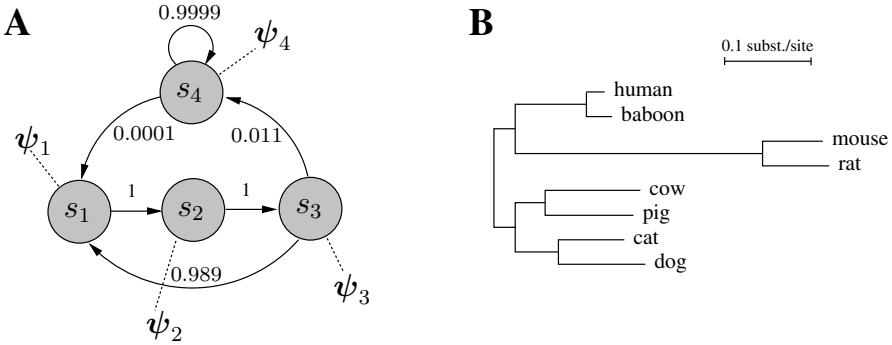 A
0.9999
ψ4
s4
0.0001
0.011
ψ1
1
1
s1
s2
s3
0.989
ψ3
ψ2
B
0.1 subst./site
human
baboon
mouse
rat
cow
pig
cat
dog